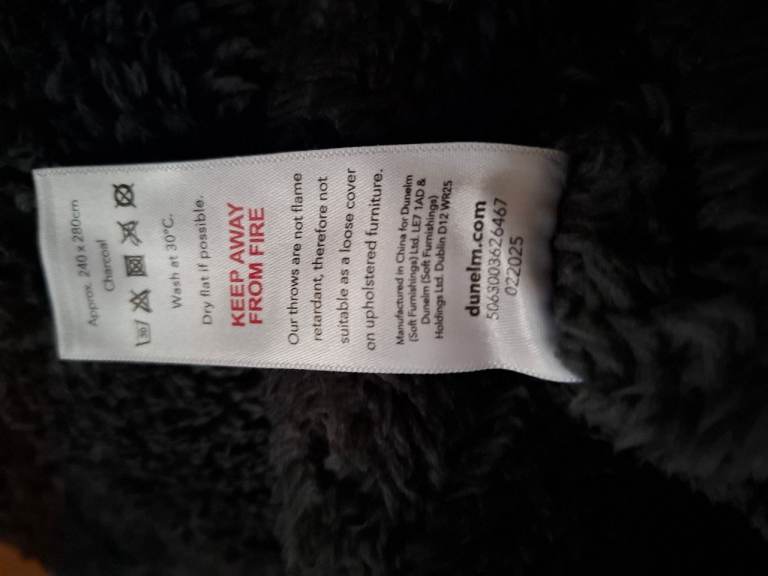 Approx. 240 x 280cm
Charcoal
30
Wash at 30°C.
Dry flat if possible.
KEEP AWAY
FROM FIRE
Our throws are not flame
retardant, therefore not
suitable as a loose cover
on upholstered furniture.
Manufactured in China for Dunelm
(Soft Furnishings) Ltd. LE7 1AD &
Dunelm (Soft Furnishings)
Holdings Ltd. Dublin D12 WR25
dunelm.com
5063003626467
022025